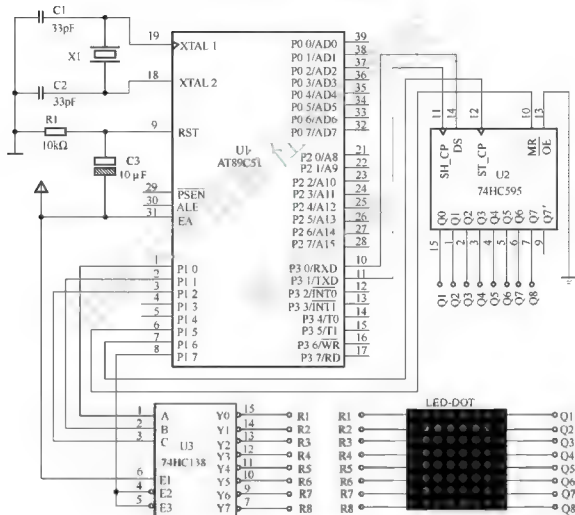 C1
33pF
X1
C2
33pF
R1
10kΩ
C3
10μF
19
XTAL 1
18
XTAL 2
9
RST
29
PSEN
30
ALE
31
EA
1
P1 0
2
P1 1
3
P1 2
4
P1 3
5
P1 4
6
P1 5
7
P1 6
8
P1 7
AT89C51
P0 0/AD0 39
P0 1/AD1 38
P0 2/AD2 37
P0 3/AD3 36
P0 4/AD4 35
P0 5/AD5 34
P0 6/AD6 33
P0 7/AD7 32
P2 0/A8 21
P2 1/A9 22
P2 2/A10 23
P2 3/A11 24
P2 4/A12 25
P2 5/A13 26
P2 6/A14 27
P2 7/A15 28
P3 0/RXD 10
P3 1/TXD 11
P3 2/INT0 12
P3 3/INT1 13
P3 4/T0 14
P3 5/T1 15
P3 6/WR 16
P3 7/RD 17
11 14 12 10 13
SH_CP DS ST_CP MR OE
U2
74HC595
Q0 Q1 Q2 Q3 Q4 Q5 Q6 Q7 Q7'
15 1 2 3 4 5 6 7 9
Q1 Q2 Q3 Q4 Q5 Q6 Q7 Q8
1 A
2 B
3 C
6 E1
4 E2
5 E3
U3
74HC138
Y0 15 R1
Y1 14 R2
Y2 13 R3
Y3 12 R4
Y4 11 R5
Y5 10 R6
Y6 9 R7
Y7 7 R8
LED-DOT
R1 Q1
R2 Q2
R3 Q3
R4 Q4
R5 Q5
R6 Q6
R7 Q7
R8 Q8